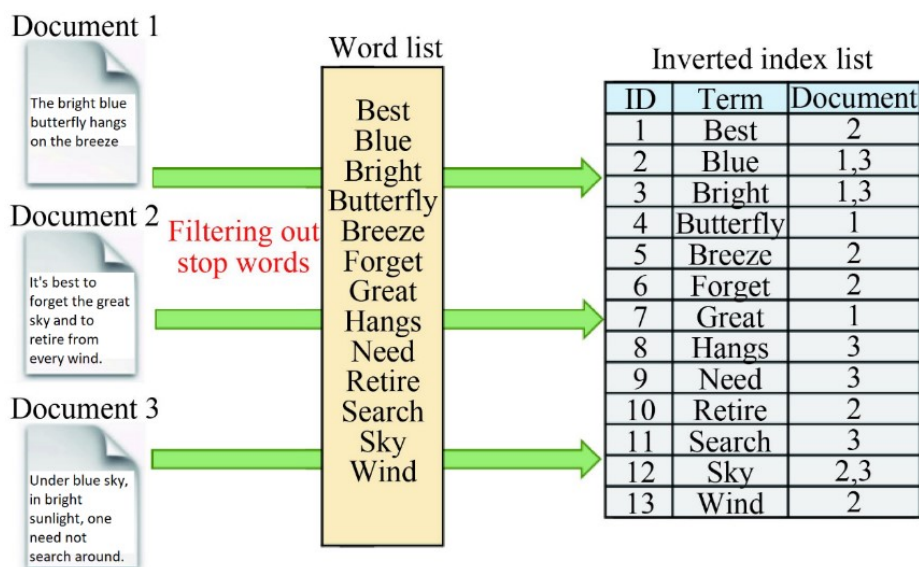 Document 1
The bright blue
butterfly hangs
on the breeze
Document 2
It's best to
forget the great
sky and to
retire from
every wind.
Document 3
Under blue sky,
in bright
sunlight, one
need not
search around.
Filtering out
stop words
Word list
Best
Blue
Bright
Butterfly
Breeze
Forget
Great
Hangs
Need
Retire
Search
Sky
Wind
Inverted index list
ID Term Document
1 Best 2
2 Blue 1,3
3 Bright 1,3
4 Butterfly 1
5 Breeze 2
6 Forget 2
7 Great 1
8 Hangs 3
9 Need 3
10 Retire 2
11 Search 3
12 Sky 2,3
13 Wind 2